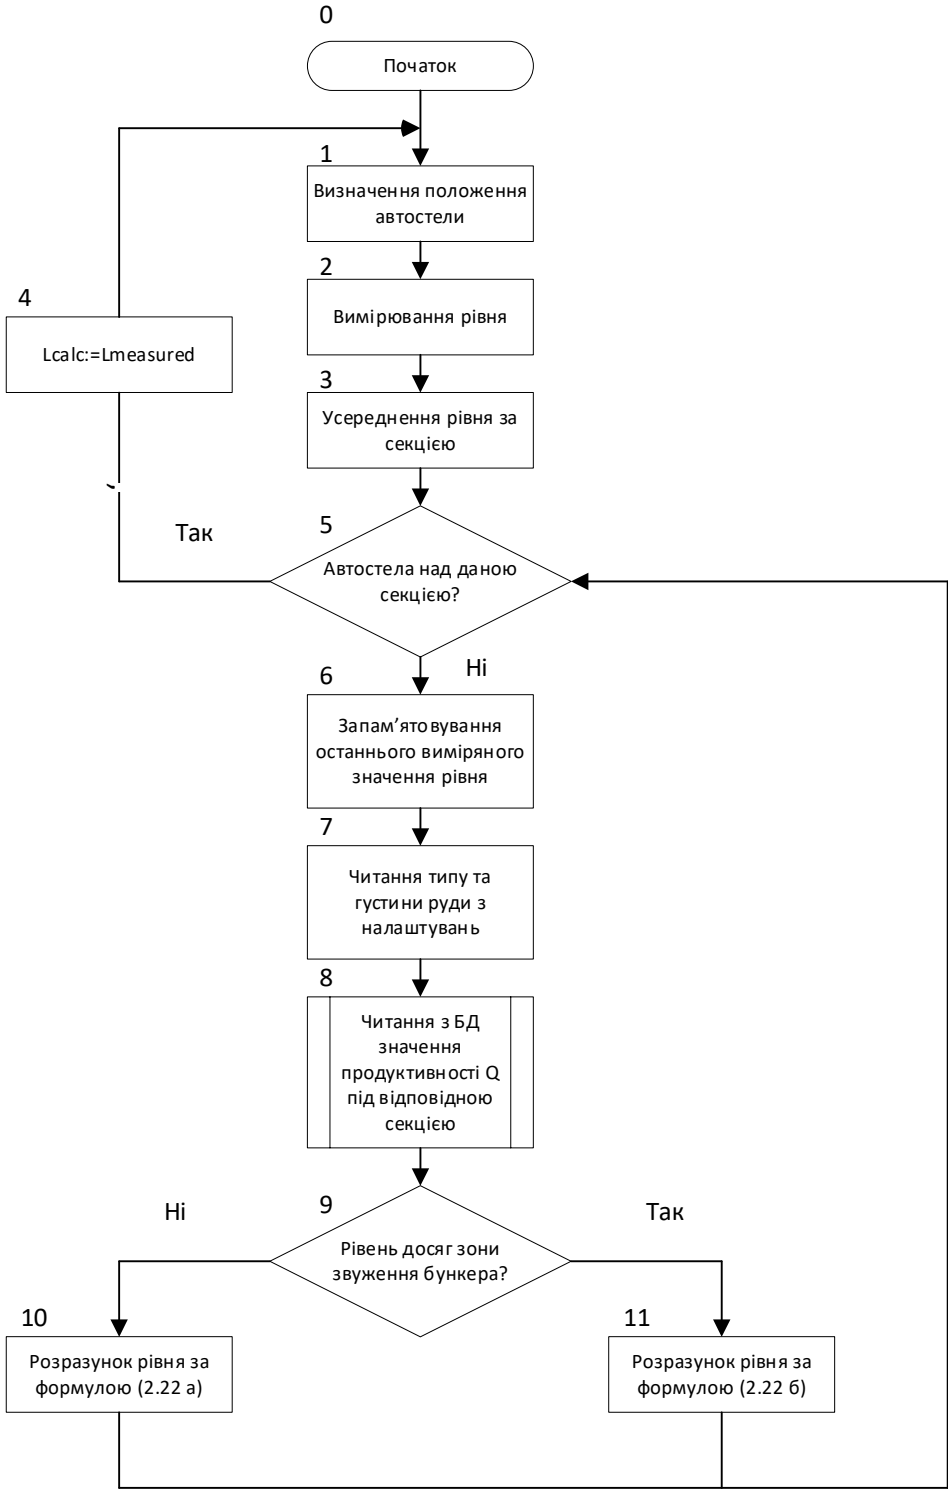 0
Початок
1
Визначення положення
автостели
2
Вимірювання рівня
4
Lcalc:=Lmeasured
3
Усереднення рівня за
секцією
5
Так
Автостела над даною
секцією?
Ні
6
Запам’ятовування
останнього виміряного
значення рівня
7
Читання типу та
густини руди з
налаштувань
8
Читання з БД
значення
продуктивності Q
під відповідною
секцією
9
Ні
Так
Рівень досяг зони
звуження бункера?
10
Розразунок рівня за
формулою (2.22 а)
11
Розразунок рівня за
формулою (2.22 б)